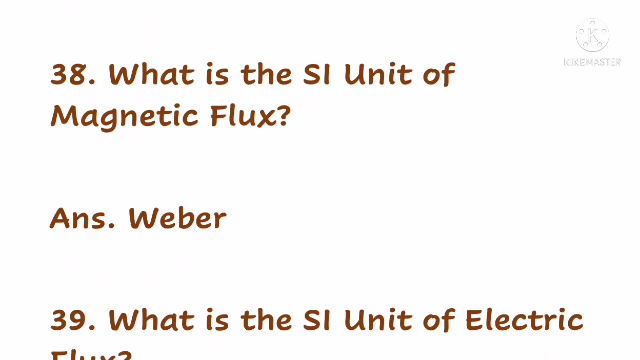 K
KINEMASTER
38. What is the SI Unit of
Magnetic Flux?
Ans. Weber
39. What is the SI Unit of Electric
Flux?